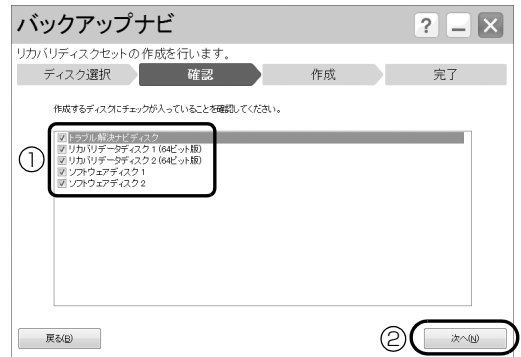 バックアップナビ
? − ×
リカバリディスクセットの作成を行います。
ディスク選択 確認 作成 完了
作成するディスクにチェックが入っていることを確認してください。
①
トラブル解決ナビディスク
リカバリデータディスク1(64ビット版)
リカバリデータディスク2(64ビット版)
ソフトウェアディスク1
ソフトウェアディスク2
戻る(B) ② 次へ(N)